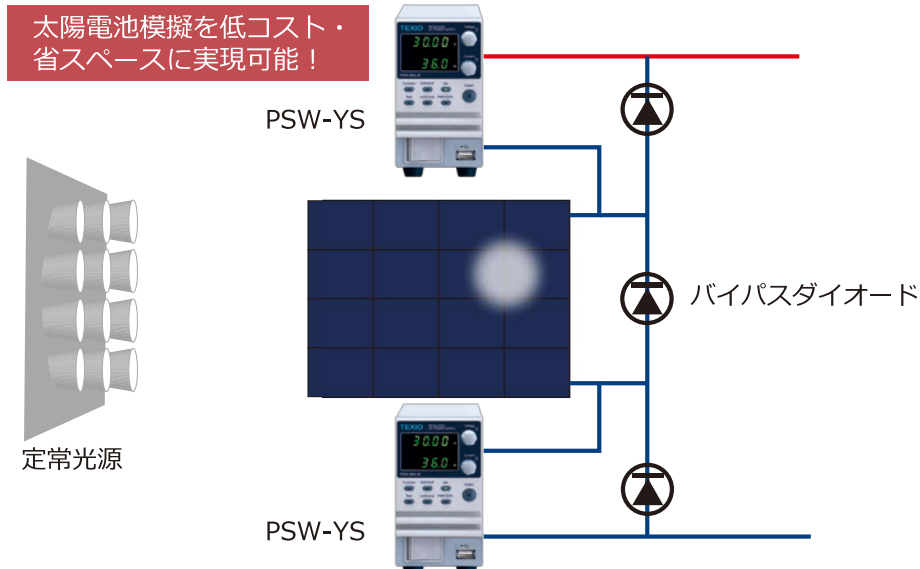 太陽電池模擬を低コスト・
省スペースに実現可能！
TEXIO
30.00
36.0
PSW-YS
バイパスダイオード
定常光源
TEXIO
30.00
36.0
PSW-YS